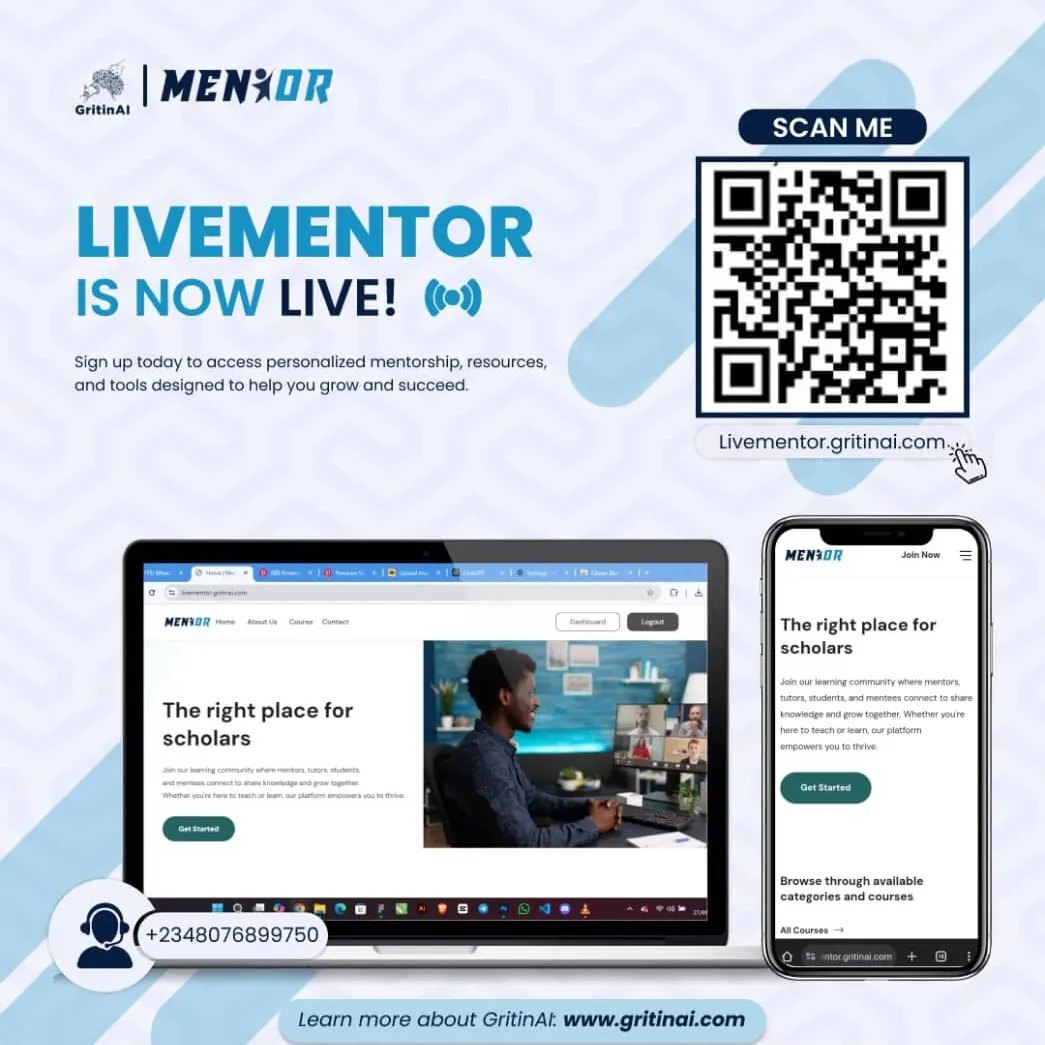 GritinAI
MENTOR
SCAN ME
LIVEMENTOR
IS NOW LIVE!
Sign up today to access personalized mentorship, resources,
and tools designed to help you grow and succeed.
Livementor.gritinai.com
livementor.gritinai.com
MENTOR Home About Us Course Contact Dashboard Logout
The right place for
scholars
Join our learning community where mentors, tutors, students,
and mentees connect to share knowledge and grow together.
Whether you're here to teach or learn, our platform empowers you to thrive.
Get Started
MENTOR Join Now
The right place for
scholars
Join our learning community where mentors,
tutors, students, and mentees connect to share
knowledge and grow together. Whether you're
here to teach or learn, our platform
empowers you to thrive.
Get Started
Browse through available
categories and courses
All Courses
ntor.gritinai.com
+2348076899750
Learn more about GritinAI: www.gritinai.com